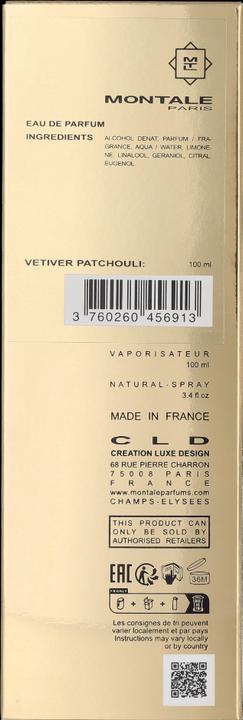 MTL
MONTALE
PARIS
EAU DE PARFUM
INGREDIENTS
ALCOHOL DENAT, PARFUM / FRA-
GRANCE, AQUA / WATER, LIMONE-
NE, LINALOOL, GERANIOL, CITRAL,
EUGENOL.
VETIVER PATCHOULI: 100 ml
3 760260 456913
VAPORISATEUR
100 ml
NATURAL-SPRAY
3.4 fl.oz
MADE IN FRANCE
CLD
CREATION LUXE DESIGN
68 RUE PIERRE CHARRON
75008 PARIS
FRANCE
www.montaleparfums.com
CHAMPS-ELYSEES
THIS PRODUCT CAN
ONLY BE SOLD BY
AUTHORISED RETAILERS
EAC
36M
+ +
Les consignes de tri peuvent
varier localement et par pays
Instructions may vary locally
or by country